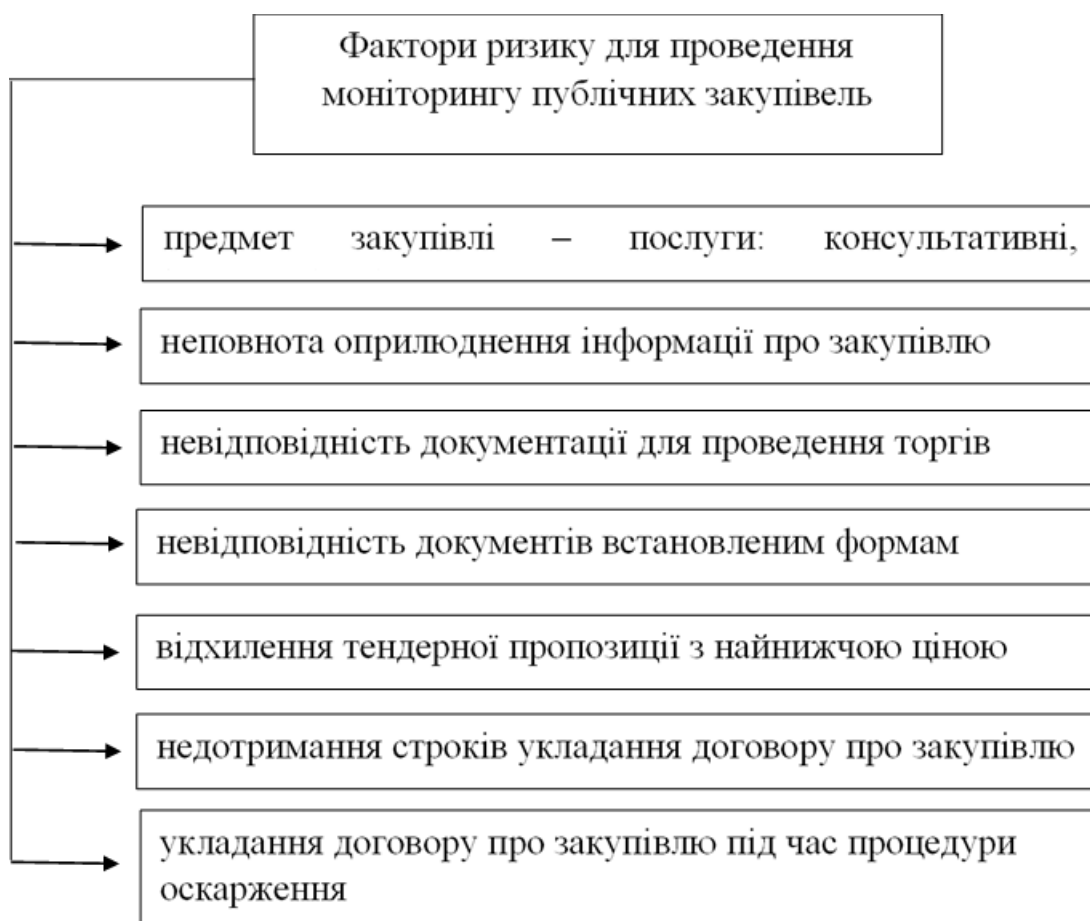 Фактори ризику для проведення
моніторингу публічних закупівель
предмет закупівлі – послуги: консультативні,
неповнота оприлюднення інформації про закупівлю
невідповідність документації для проведення торгів
невідповідність документів встановленим формам
відхилення тендерної пропозиції з найнижчою ціною
недотримання строків укладання договору про закупівлю
укладання договору про закупівлю під час процедури
оскарження